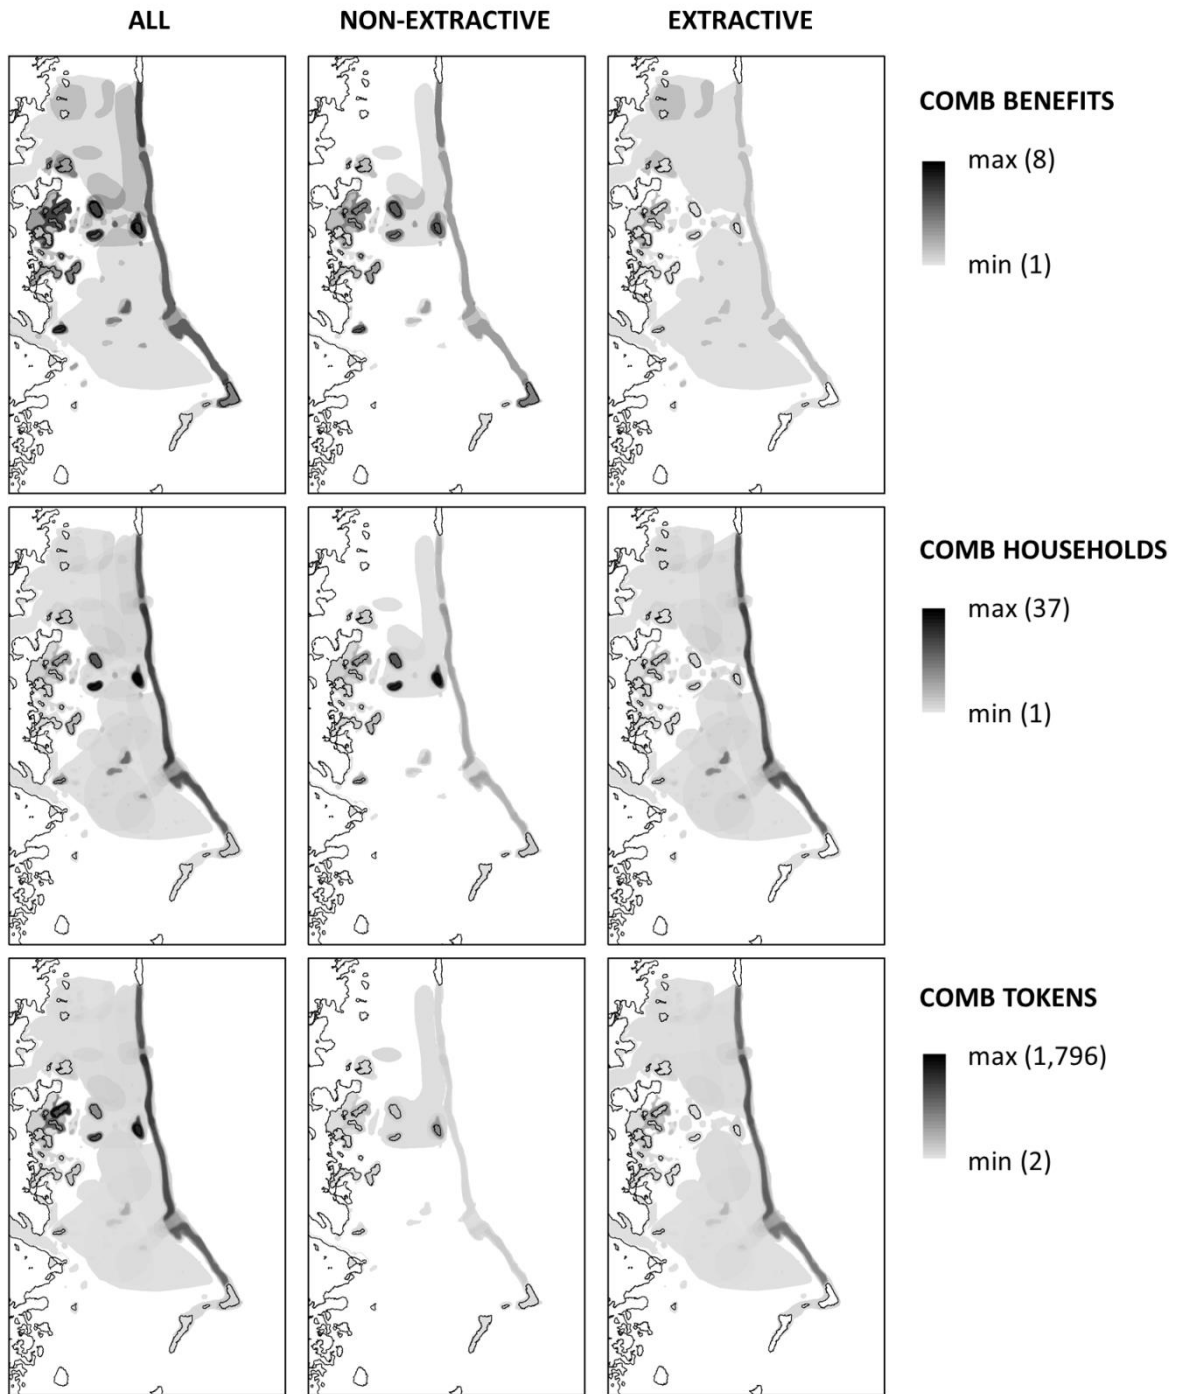 ALL
NON-EXTRACTIVE
EXTRACTIVE
COMB BENEFITS
max (8)
min (1)
COMB HOUSEHOLDS
max (37)
min (1)
COMB TOKENS
max (1,796)
min (2)